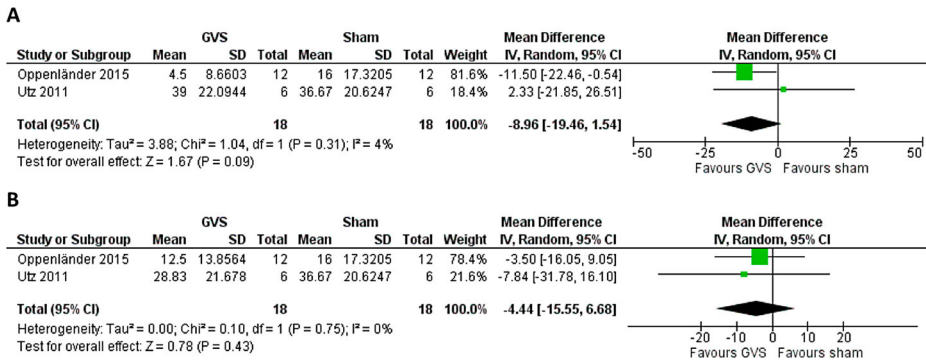 A
GVS Sham Mean Difference Mean Difference
Study or Subgroup Mean SD Total Mean SD Total Weight IV, Random, 95% CI IV, Random, 95% CI
Oppenländer 2015 4.5 8.6603 12 16 17.3205 12 81.6% -11.50 [-22.46, -0.54]
Utz 2011 39 22.0944 6 36.67 20.6247 6 18.4% 2.33 [-21.85, 26.51]
Total (95% CI) 18 18 100.0% -8.96 [-19.46, 1.54]
Heterogeneity: Tau² = 3.88; Chi² = 1.04, df = 1 (P = 0.31); I² = 4%
Test for overall effect: Z = 1.67 (P = 0.09)
-50 -25 0 25 50
Favours GVS Favours sham
B
GVS Sham Mean Difference Mean Difference
Study or Subgroup Mean SD Total Mean SD Total Weight IV, Random, 95% CI IV, Random, 95% CI
Oppenländer 2015 12.5 13.8564 12 16 17.3205 12 78.4% -3.50 [-16.05, 9.05]
Utz 2011 28.83 21.678 6 36.67 20.6247 6 21.6% -7.84 [-31.78, 16.10]
Total (95% CI) 18 18 100.0% -4.44 [-15.55, 6.68]
Heterogeneity: Tau² = 0.00; Chi² = 0.10, df = 1 (P = 0.75); I² = 0%
Test for overall effect: Z = 0.78 (P = 0.43)
-20 -10 0 10 20
Favours GVS Favours sham